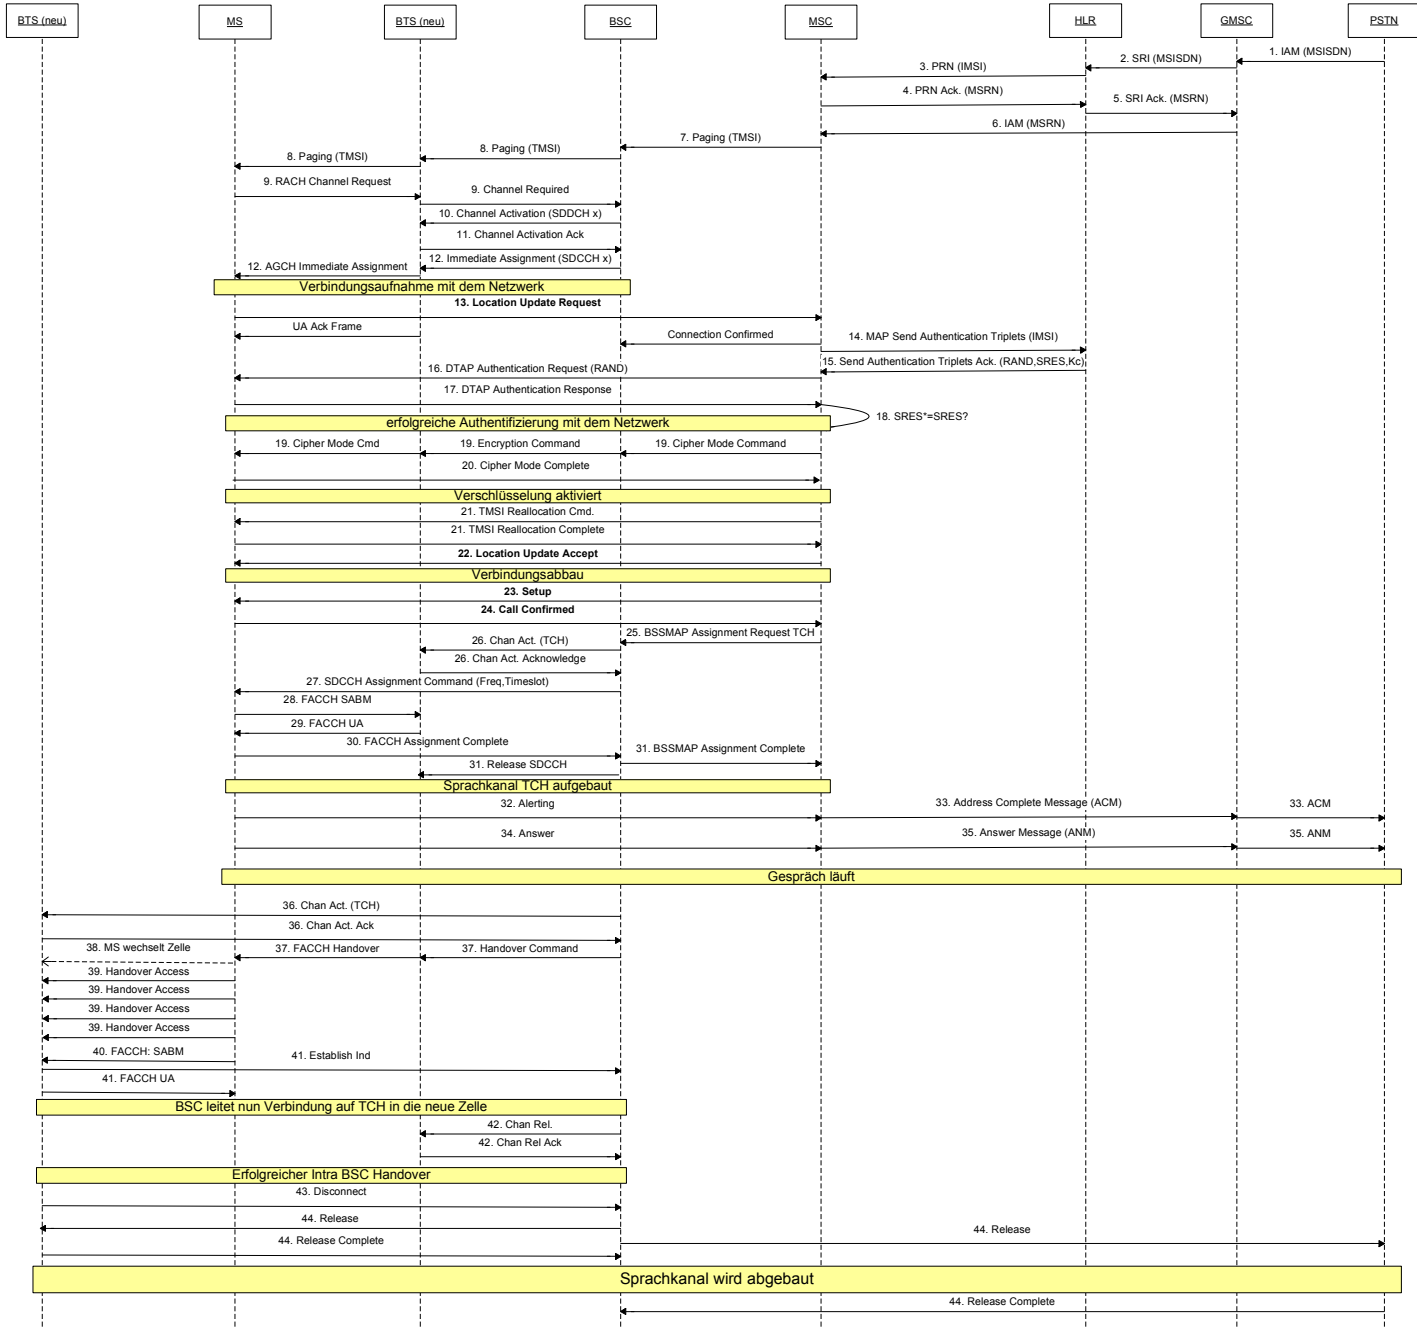 BTS (neu)
MS
BTS (neu)
BSC
MSC
HLR
GMSC
PSTN
1. IAM (MSISDN)
2. SRI (MSISDN)
3. PRN (IMSI)
4. PRN Ack. (MSRN)
5. SRI Ack. (MSRN)
6. IAM (MSRN)
7. Paging (TMSI)
8. Paging (TMSI)
8. Paging (TMSI)
9. RACH Channel Request
9. Channel Required
10. Channel Activation (SDDCH x)
11. Channel Activation Ack
12. Immediate Assignment (SDCCH x)
12. AGCH Immediate Assignment
Verbindungsaufnahme mit dem Netzwerk
13. Location Update Request
UA Ack Frame
Connection Confirmed
14. MAP Send Authentication Triplets (IMSI)
15. Send Authentication Triplets Ack. (RAND,SRES,Kc)
16. DTAP Authentication Request (RAND)
17. DTAP Authentication Response
18. SRES*=SRES?
erfolgreiche Authentifizierung mit dem Netzwerk
19. Cipher Mode Cmd
19. Encryption Command
19. Cipher Mode Command
20. Cipher Mode Complete
Verschlüsselung aktiviert
21. TMSI Reallocation Cmd.
21. TMSI Reallocation Complete
22. Location Update Accept
Verbindungsabbau
23. Setup
24. Call Confirmed
25. BSSMAP Assignment Request TCH
26. Chan Act. (TCH)
26. Chan Act. Acknowledge
27. SDCCH Assignment Command (Freq,Timeslot)
28. FACCH SABM
29. FACCH UA
30. FACCH Assignment Complete
31. BSSMAP Assignment Complete
31. Release SDCCH
Sprachkanal TCH aufgebaut
32. Alerting
33. Address Complete Message (ACM)
33. ACM
34. Answer
35. Answer Message (ANM)
35. ANM
Gespräch läuft
36. Chan Act. (TCH)
36. Chan Act. Ack
38. MS wechselt Zelle
37. FACCH Handover
37. Handover Command
39. Handover Access
39. Handover Access
39. Handover Access
39. Handover Access
40. FACCH: SABM
41. Establish Ind
41. FACCH UA
BSC leitet nun Verbindung auf TCH in die neue Zelle
42. Chan Rel.
42. Chan Rel Ack
Erfolgreicher Intra BSC Handover
43. Disconnect
44. Release
44. Release
44. Release Complete
Sprachkanal wird abgebaut
44. Release Complete